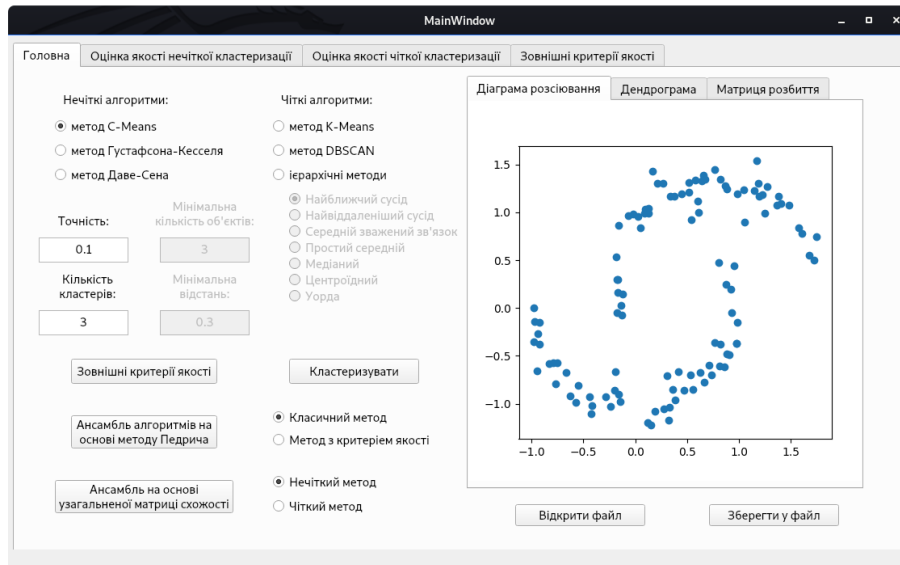 MainWindow
Головна
Оцінка якості нечіткої кластеризації
Оцінка якості чіткої кластеризації
Зовнішні критерії якості
Нечіткі алгоритми:
метод C-Means
метод Густафсона-Кесселя
метод Даве-Сена
Чіткі алгоритми:
метод K-Means
метод DBSCAN
ієрархічні методи
Найближчий сусід
Найвіддаленіший сусід
Середній зважений зв'язок
Простий середній
Медіаний
Центроїдний
Уорда
Точність:
0.1
Мінімальна
кількість об'єктів:
3
Кількість
кластерів:
3
Мінімальна
відстань:
0.3
Зовнішні критерії якості
Кластеризувати
Ансамбль алгоритмів на
основі методу Педрича
Класичний метод
Метод з критерієм якості
Ансамбль на основі
узагальненої матриці схожості
Нечіткий метод
Чіткий метод
Діаграма розсіювання
Дендрограма
Матриця розбиття
1.5
1.0
0.5
0.0
−0.5
−1.0
−1.0 −0.5 0.0 0.5 1.0 1.5
Відкрити файл
Зберегти у файл